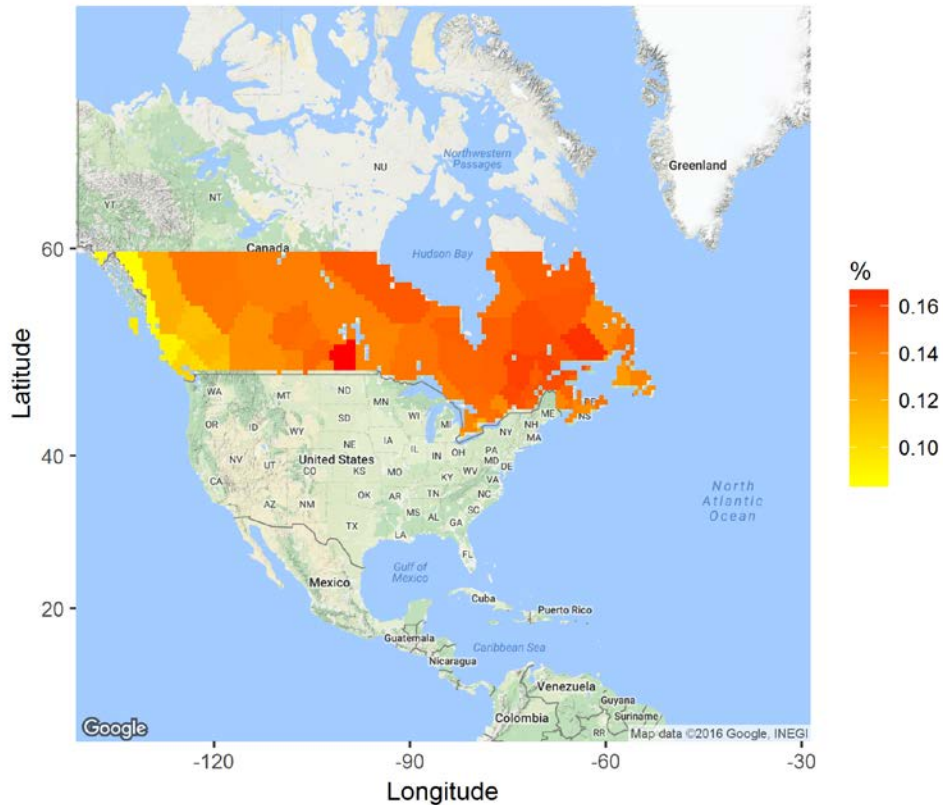 Greenland
Northwestern
Passages
NU
YT
NT
Canada
Hudson Bay
60
%
0.16
0.14
0.12
0.10
Latitude
WA
MT
ND
MN
OR
ID
SD
WI
MI
NY
NH
ME
PE
NS
MA
WY
NE
IA
IL
IN
OH
PA
MD
DE
NV
UT
United States
CO
KS
MO
KY
WV
VA
CA
AZ
NM
OK
AR
TN
NC
SC
MS
AL
GA
TX
LA
FL
40
North
Atlantic
Ocean
Gulf of
Mexico
Mexico
Cuba
Puerto Rico
20
Guatemala
Caribbean Sea
Nicaragua
Venezuela
Guyana
Suriname
Colombia
RR
Google
Map data ©2016 Google, INEGI
-120
-90
-60
-30
Longitude